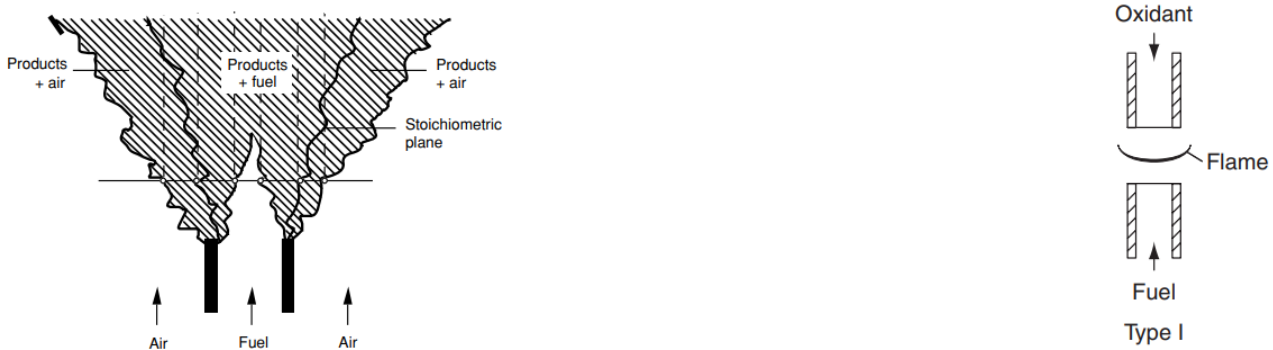 Products
+ air
Products
+ fuel
Products
+ air
Stoichiometric
plane
Air
Fuel
Air
Oxidant
Flame
Fuel
Type I